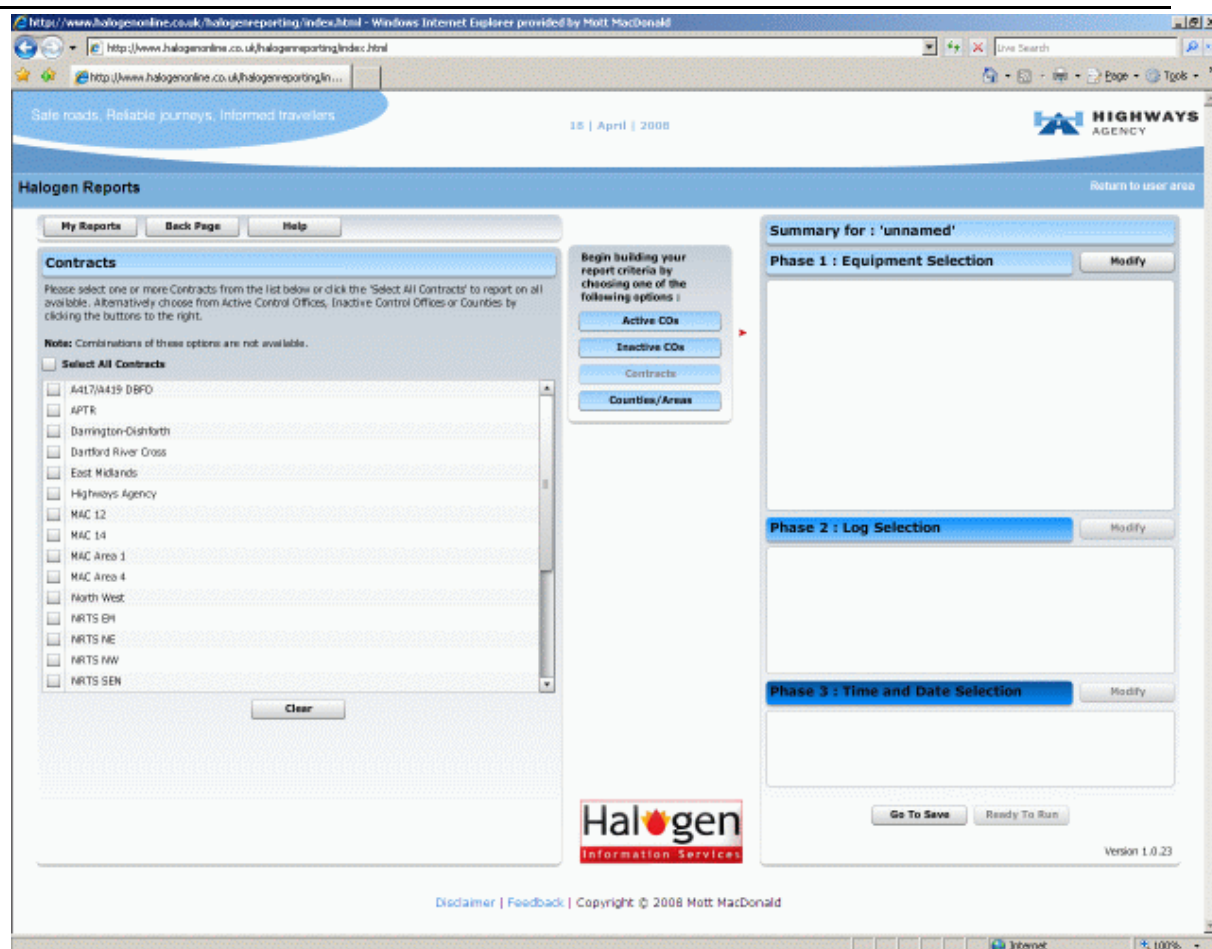 http://www.halogenonline.co.uk/halogenreporting/index.html - Windows Internet Explorer provided by Mott MacDonald
http://www.halogenonline.co.uk/halogenreporting/index.html
Live Search
http://www.halogenonline.co.uk/halogenreporting/in...
Page
Tools
Safe roads, Reliable journeys, Informed travellers
| April | 2008
HIGHWAYS
AGENCY
Halogen Reports
Return to user area
My Reports
Back Page
Help
Contracts
Please select one or more Contracts from the list below or click the 'Select All Contracts' to report on all
available. Alternatively choose from Active Control Offices, Inactive Control Offices or Counties by
clicking the buttons to the right.
Note: Combinations of these options are not available.
Select All Contracts
A417/A419 DBFO
APTR
Darrington-Dishforth
Dartford River Cross
East Midlands
Highways Agency
MAC 12
MAC 14
MAC Area 1
MAC Area 4
North West
NRTS EM
NRTS NE
NRTS NW
NRTS SEN
Clear
Begin building your
report criteria by
choosing one of the
following options :
Active COs
Inactive COs
Contracts
Counties/Areas
Summary for : 'unnamed'
Phase 1 : Equipment Selection
Modify
Phase 2 : Log Selection
Modify
Phase 3 : Time and Date Selection
Modify
Go To Save
Ready To Run
Version 1.0.23
Halogen
Information Services
Disclaimer | Feedback | Copyright © 2008 Mott MacDonald
Internet
100%